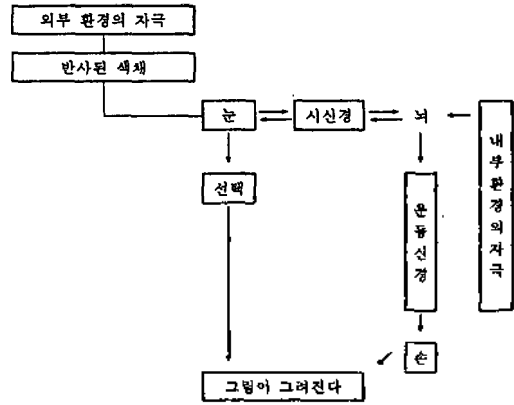 외부 환경의 자극
반사된 색채
눈
시신경
뇌
내부환경의자극
선택
운동신경
손
그림이 그려진다